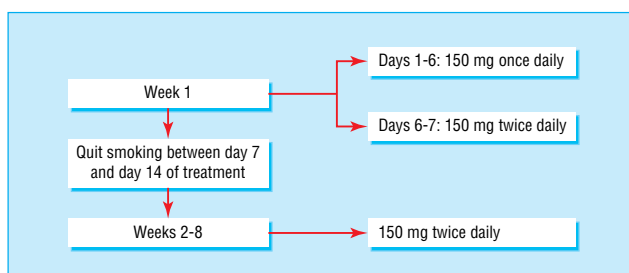 Week 1
Days 1-6: 150 mg once daily
Days 6-7: 150 mg twice daily
Quit smoking between day 7
and day 14 of treatment
Weeks 2-8
150 mg twice daily